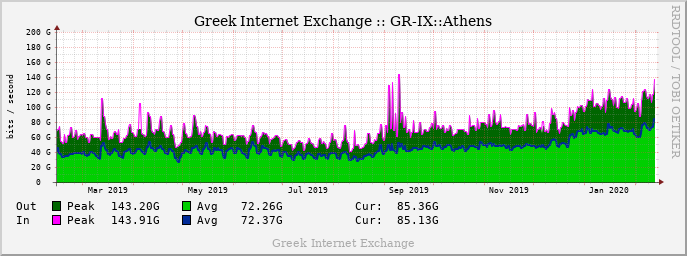 Greek Internet Exchange :: GR-IX::Athens
200 G
180 G
160 G
140 G
120 G
100 G
80 G
60 G
40 G
20 G
0
bits / second
Mar 2019 May 2019 Jul 2019 Sep 2019 Nov 2019 Jan 2020
Out Peak 143.20G Avg 72.26G Cur: 85.36G
In Peak 143.91G Avg 72.37G Cur: 85.13G
Greek Internet Exchange
RRDTOOL / TOBI OETIKER